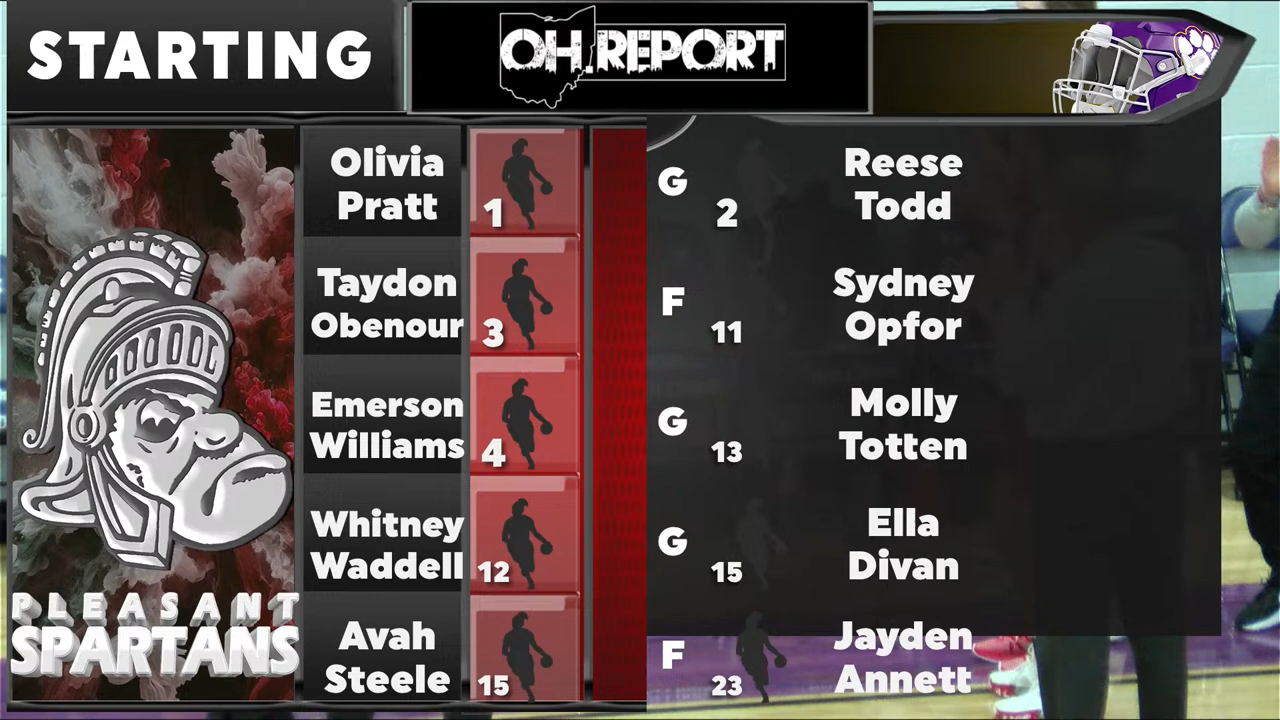 STARTING
OH.REPORT
Olivia
Pratt
1
Taydon
Obenour
3
Emerson
Williams
4
Whitney
Waddell
12
Avah
Steele
15
PLEASANT
SPARTANS
G
2
Reese
Todd
F
11
Sydney
Opfor
G
13
Molly
Totten
G
15
Ella
Divan
F
23
Jayden
Annett